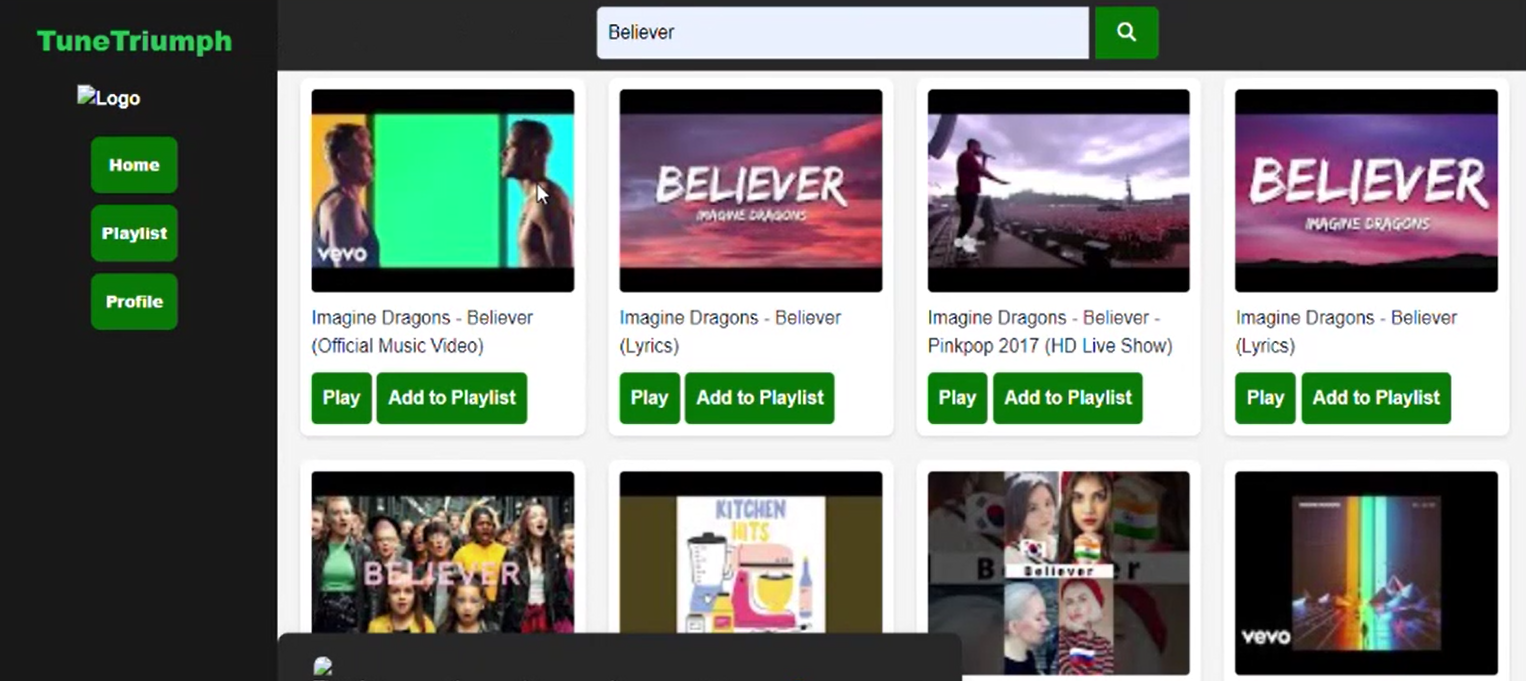 TuneTriumph
Logo
Home
Playlist
Profile
Believer
vevo
Imagine Dragons - Believer
(Official Music Video)
Play Add to Playlist
BELIEVER
IMAGINE DRAGONS
Imagine Dragons - Believer
(Lyrics)
Play Add to Playlist
Imagine Dragons - Believer -
Pinkpop 2017 (HD Live Show)
Play Add to Playlist
BELIEVER
IMAGINE DRAGONS
Imagine Dragons - Believer
(Lyrics)
Play Add to Playlist
BELIEVER
KITCHEN
HITS
Believer
vevo